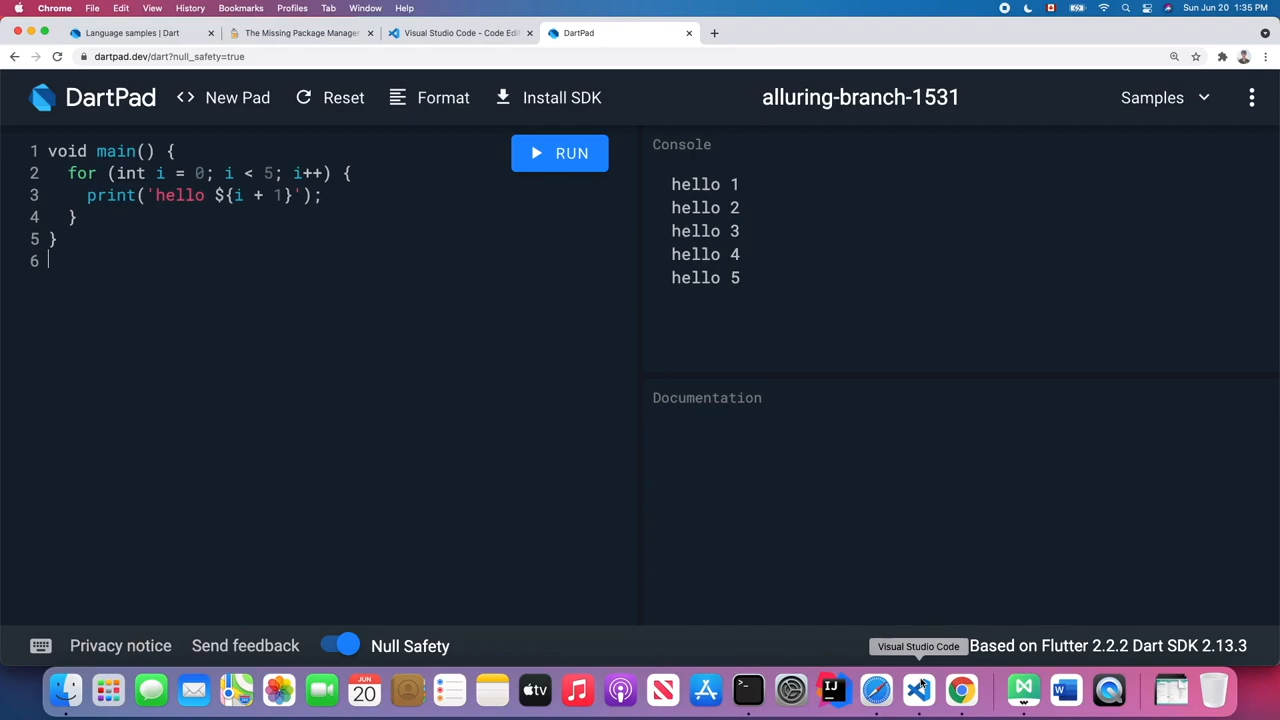 Chrome File Edit View History Bookmarks Profiles Tab Window Help Sun Jun 20 1:35 PM
Language samples | Dart The Missing Package Manager Visual Studio Code - Code Edi DartPad
dartpad.dev/dart?null_safety=true
DartPad <> New Pad Reset Format Install SDK alluring-branch-1531 Samples
1 void main() {
2 for (int i = 0; i < 5; i++) {
3 print('hello ${i + 1}');
4 }
5 }
6
RUN
Console
hello 1
hello 2
hello 3
hello 4
hello 5
Documentation
Privacy notice Send feedback Null Safety Visual Studio Code Based on Flutter 2.2.2 Dart SDK 2.13.3
JUN
20
tv
IJ
W